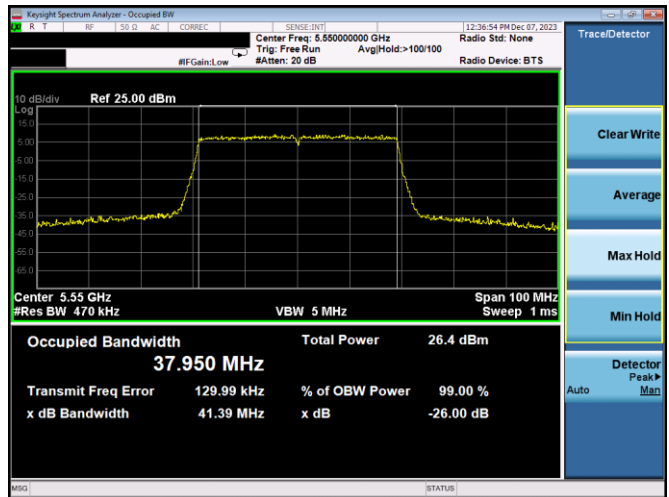 Keysight Spectrum Analyzer - Occupied BW
LXI R T RF 50 Ω AC CORREC SENSE:INT 12:36:54 PM Dec 07, 2023
Center Freq: 5.550000000 GHz Radio Std: None
Trig: Free Run Avg|Hold:>100/100
#IFGain:Low #Atten: 20 dB Radio Device: BTS
10 dB/div Ref 25.00 dBm
Log
15.0
5.00
-5.00
-15.0
-25.0
-35.0
-45.0
-55.0
-65.0
Center 5.55 GHz Span 100 MHz
#Res BW 470 kHz VBW 5 MHz Sweep 1 ms
Occupied Bandwidth Total Power 26.4 dBm
37.950 MHz
Transmit Freq Error 129.99 kHz % of OBW Power 99.00 %
x dB Bandwidth 41.39 MHz x dB -26.00 dB
MSG STATUS
Trace/Detector
Clear Write
Average
Max Hold
Min Hold
Detector
Peak▶
Auto Man